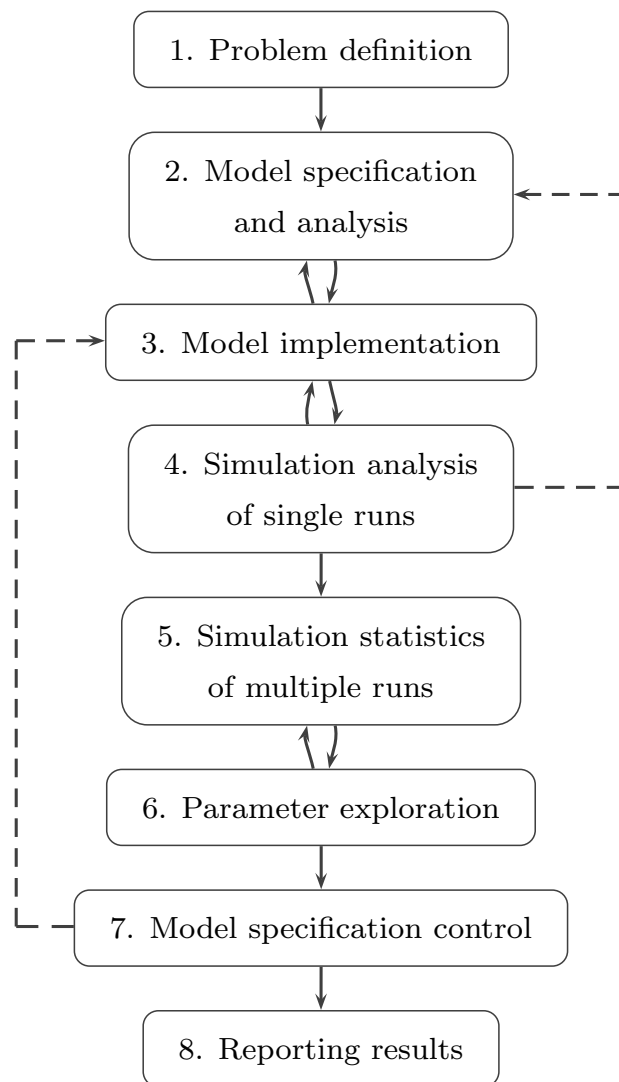 1. Problem definition
2. Model specification
and analysis
3. Model implementation
4. Simulation analysis
of single runs
5. Simulation statistics
of multiple runs
6. Parameter exploration
7. Model specification control
8. Reporting results